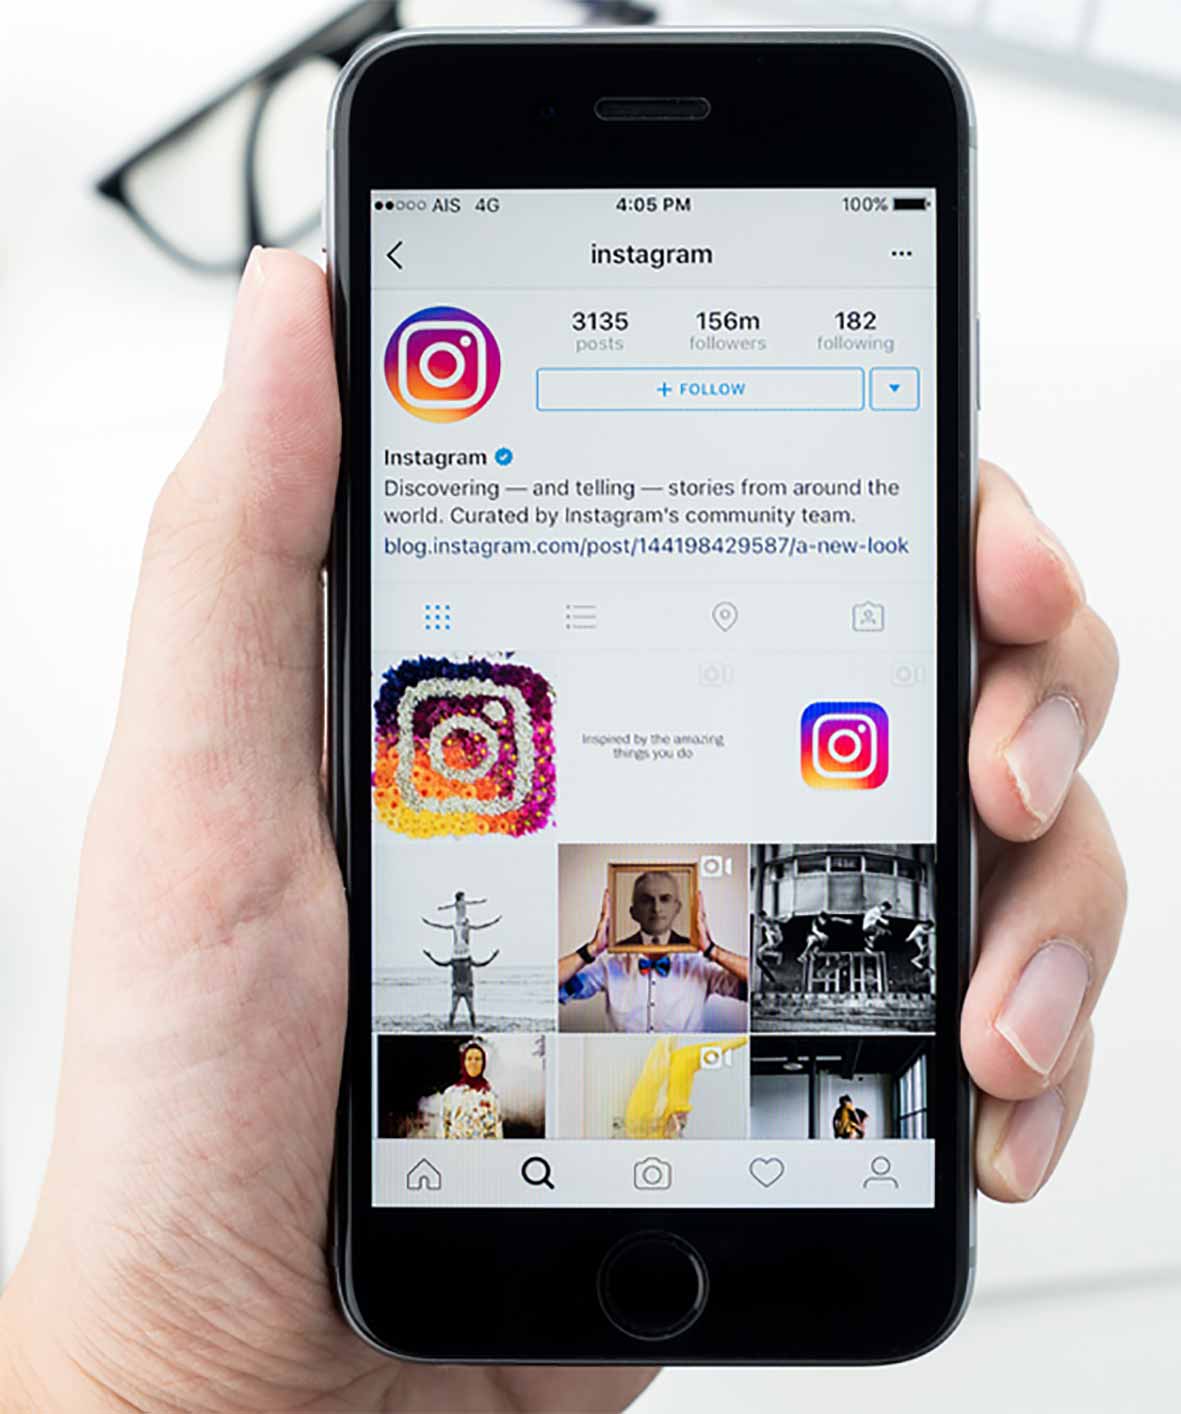 AIS 4G 4:05 PM 100%
instagram
3135 156m 182
posts followers following
+ FOLLOW
Instagram
Discovering — and telling — stories from around the
world. Curated by Instagram's community team.
blog.instagram.com/post/144198429587/a-new-look
Inspired by the amazing
things you do